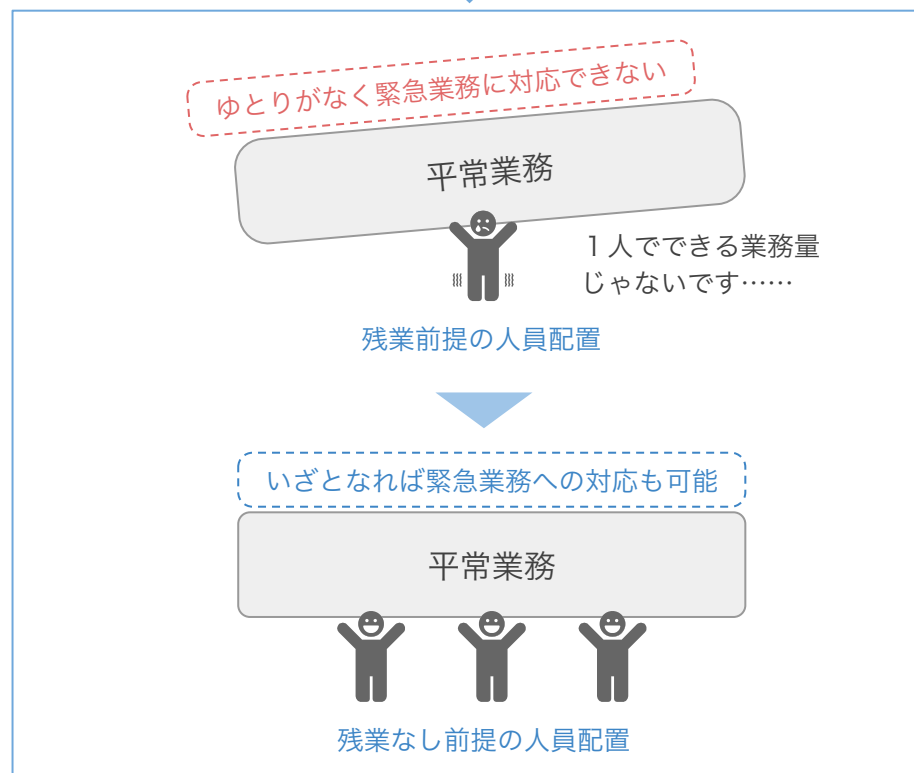 ゆとりがなく緊急業務に対応できない
平常業務
１人でできる業務量
じゃないです……
残業前提の人員配置
いざとなれば緊急業務への対応も可能
平常業務
残業なし前提の人員配置